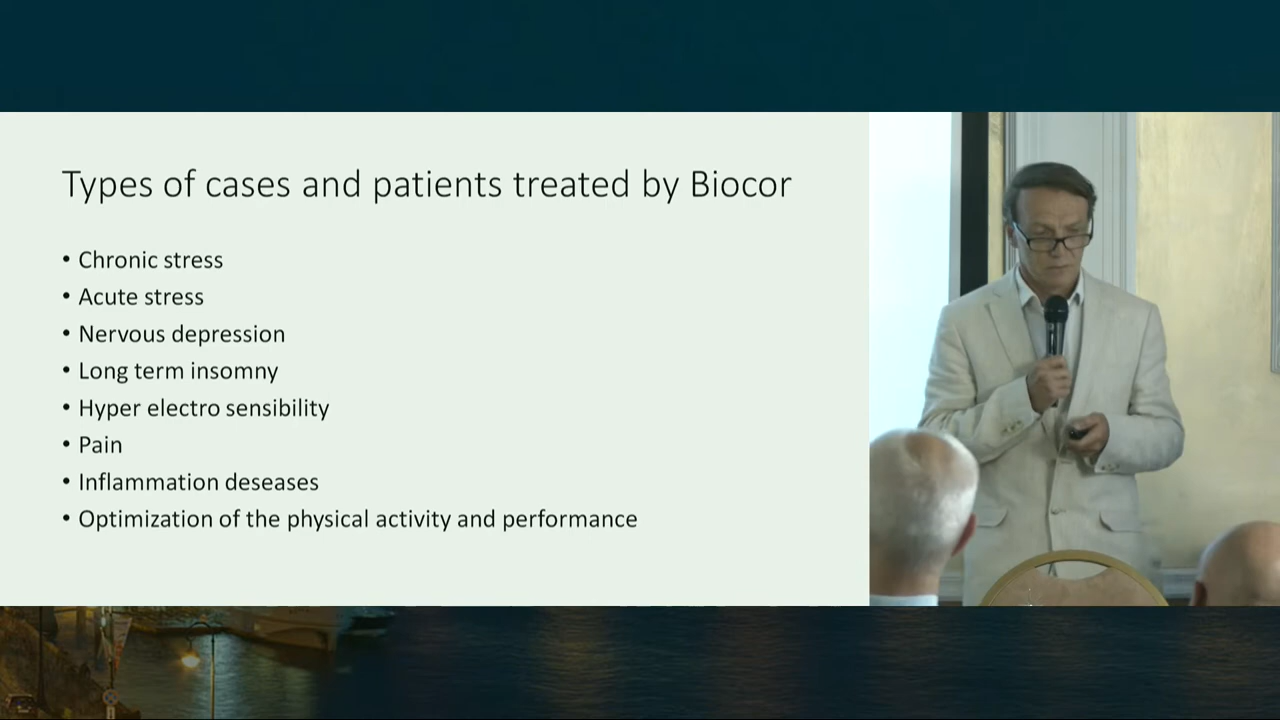 Types of cases and patients treated by Biocor
• Chronic stress
• Acute stress
• Nervous depression
• Long term insomny
• Hyper electro sensibility
• Pain
• Inflammation deseases
• Optimization of the physical activity and performance